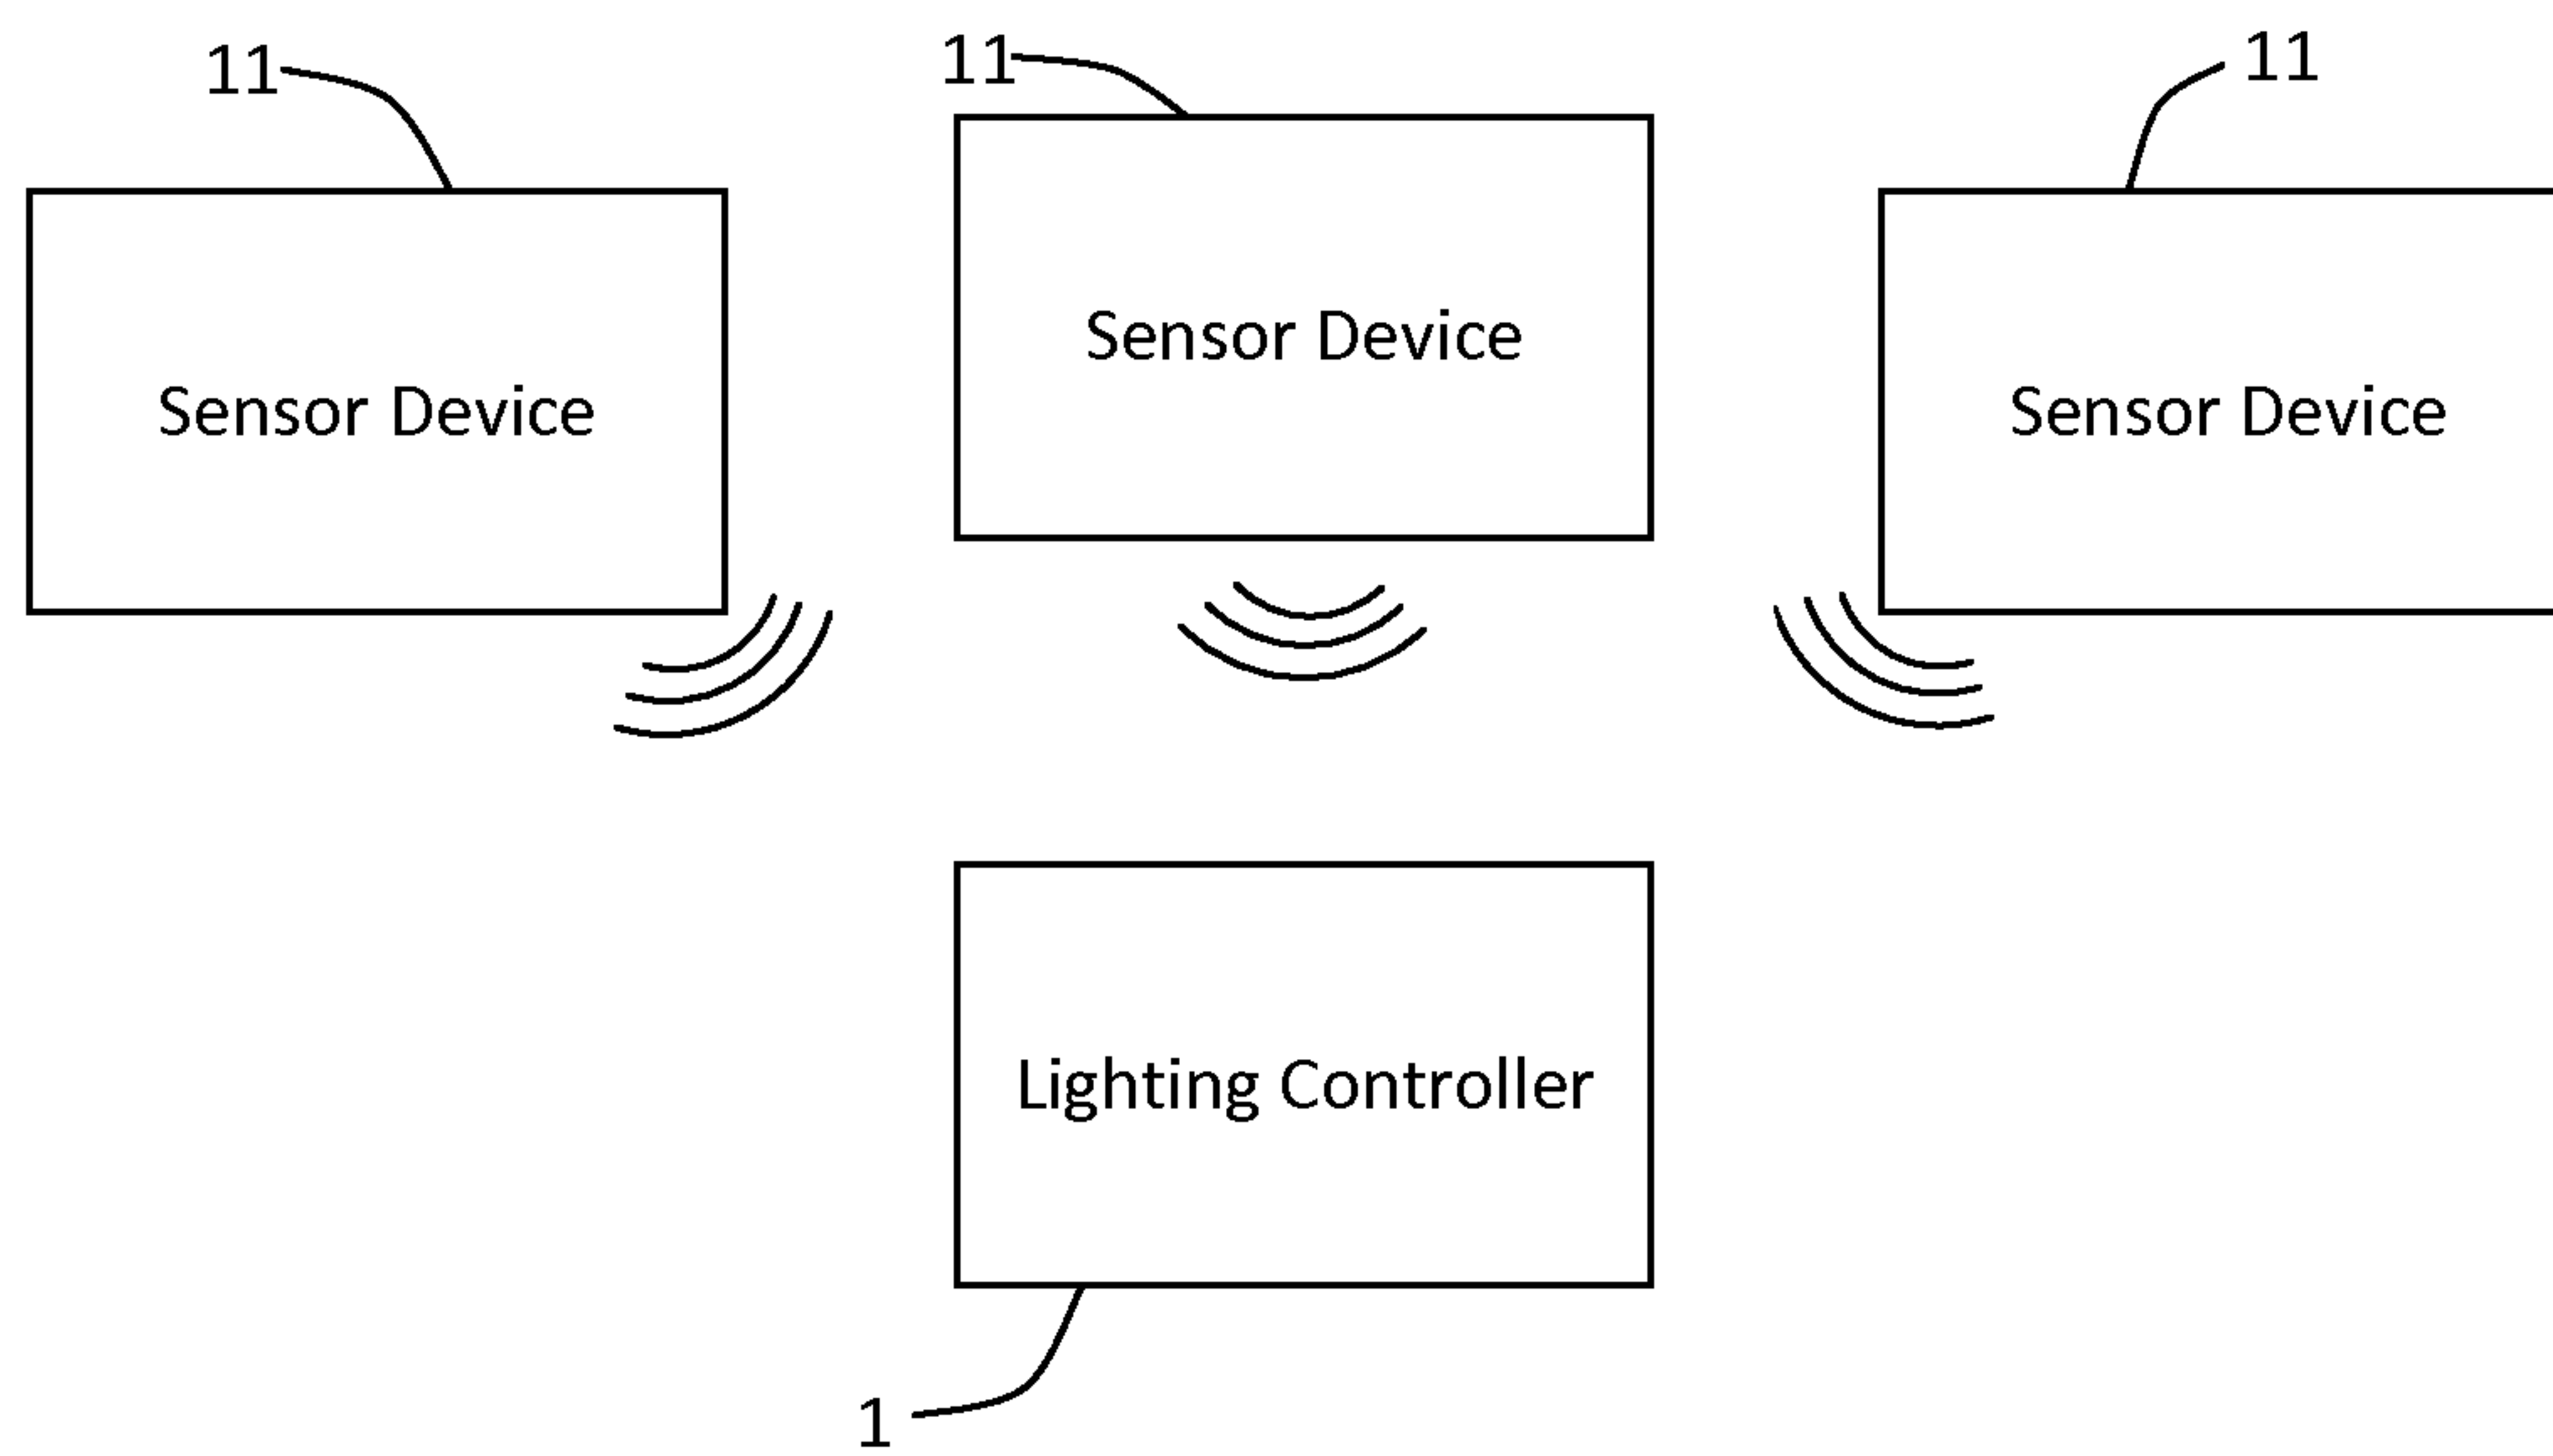 11
11
11
Sensor Device
Sensor Device
Sensor Device
Lighting Controller
1